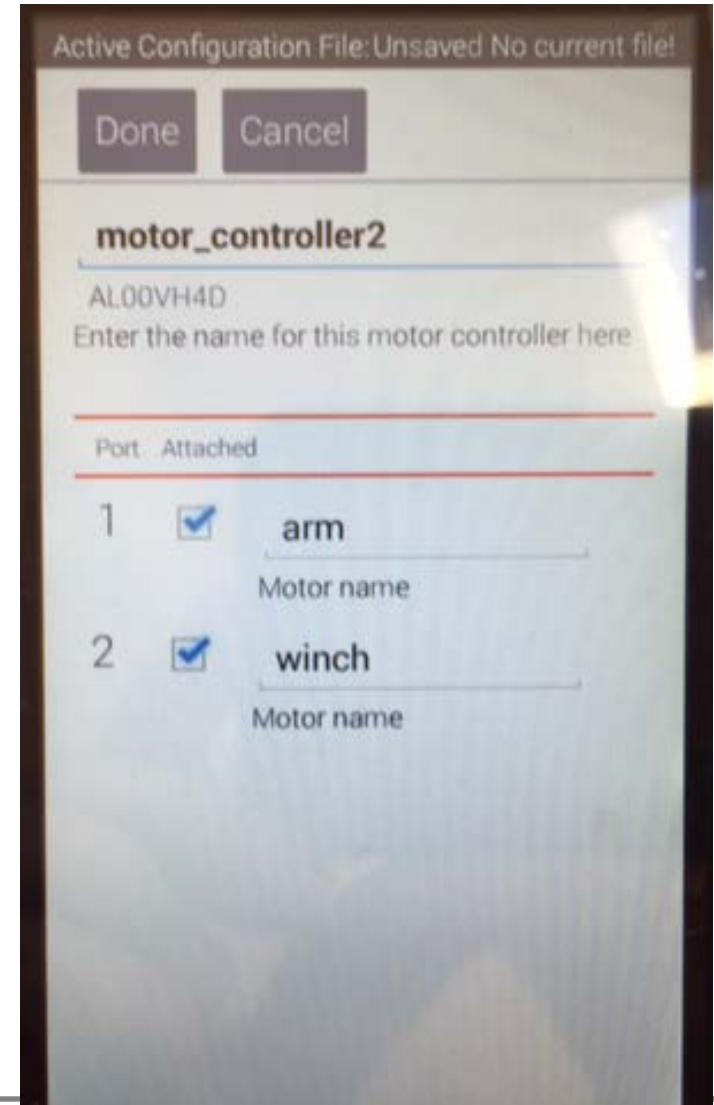 Active Configuration File: Unsaved No current file!
Done Cancel
motor_controller2
AL00VH4D
Enter the name for this motor controller here
Port Attached
1 arm
Motor name
2 winch
Motor name